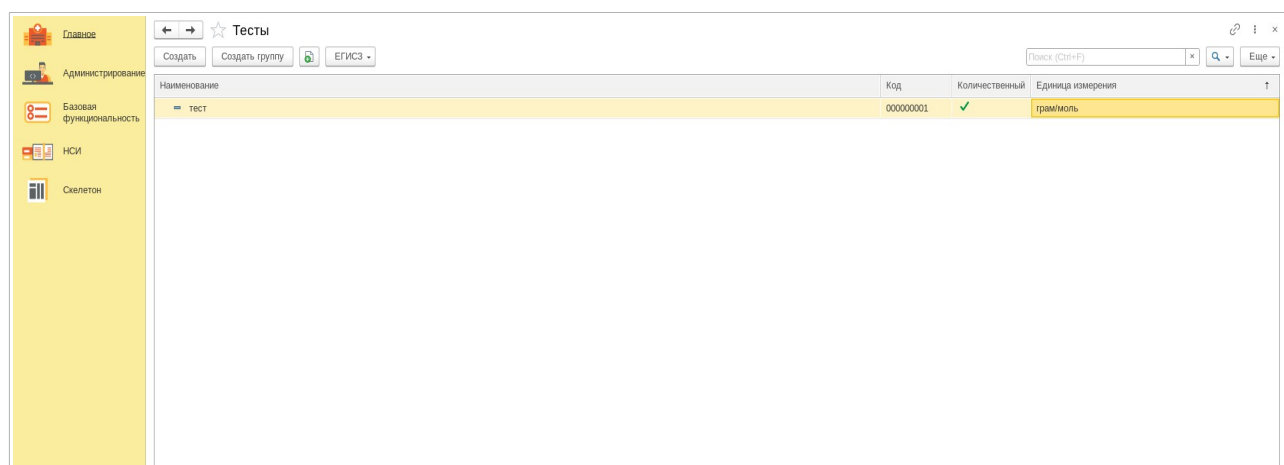 Главное
Администрирование
Базовая
функциональность
НСИ
Скелетон
Тесты
Создать
Создать группу
ЕГИСЗ
Поиск (Ctrl+F)
×
Еще
Наименование Код Количественный Единица измерения ↑
тест 000000001 ✓ грам/моль